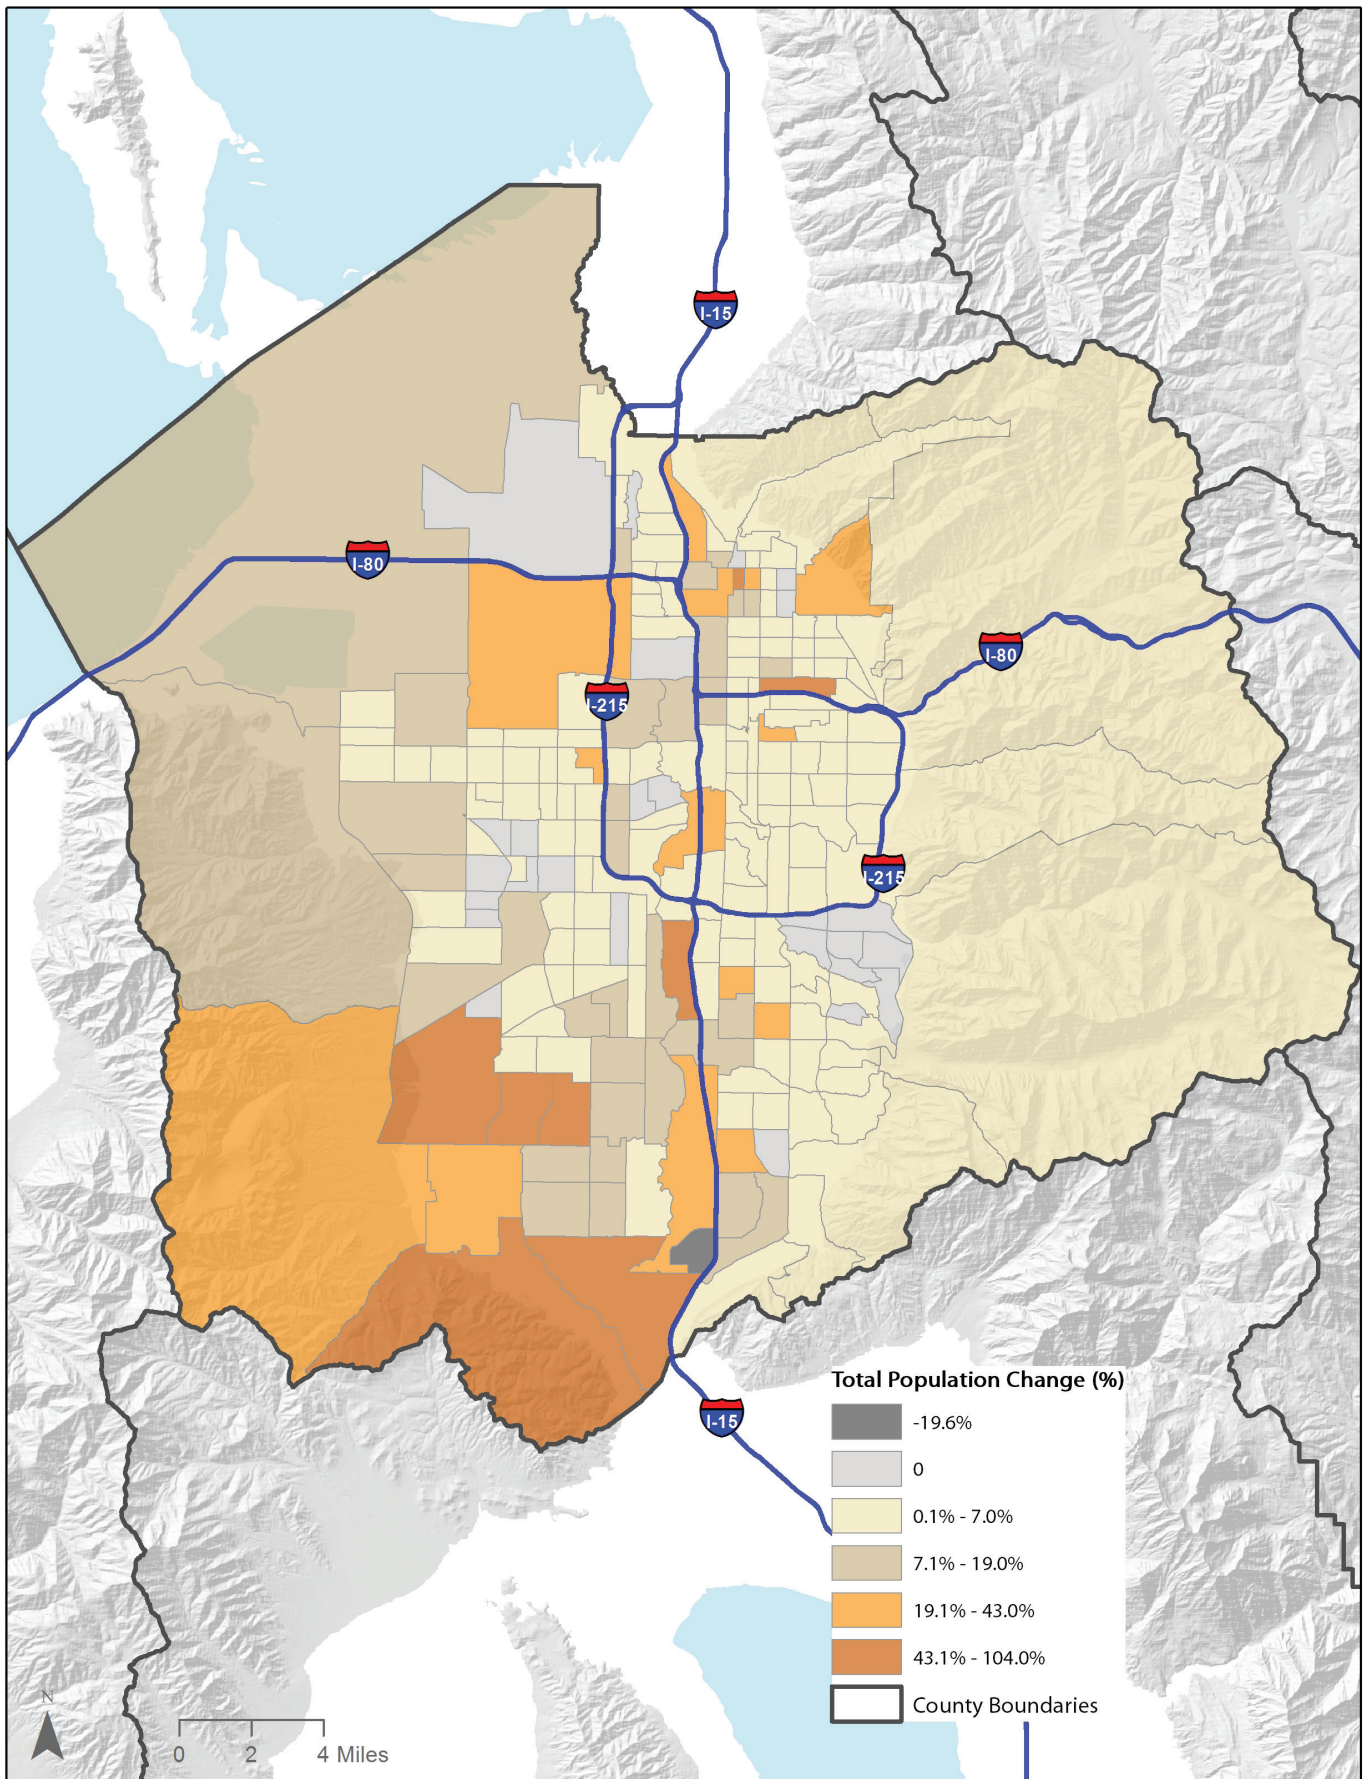 I-15
I-80
I-80
I-215
I-215
I-15
Total Population Change (%)
-19.6%
0
0.1% - 7.0%
7.1% - 19.0%
19.1% - 43.0%
43.1% - 104.0%
County Boundaries
N
0 2 4 Miles